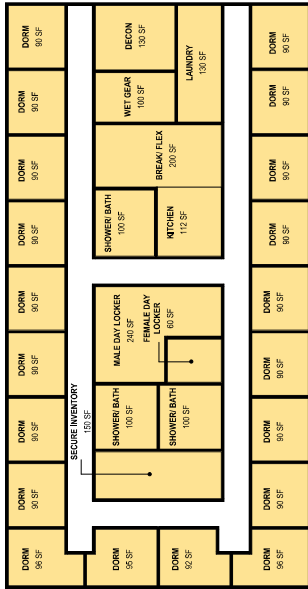 DORM
90 SF
DORM
90 SF
DORM
90 SF
DORM
90 SF
DORM
90 SF
DORM
90 SF
DORM
90 SF
DORM
90 SF
DORM
96 SF
DECON
130 SF
WET GEAR
100 SF
LAUNDRY
130 SF
BREAK/ FLEX
200 SF
SHOWER/ BATH
100 SF
KITCHEN
112 SF
MALE DAY LOCKER
240 SF
FEMALE DAY
LOCKER
60 SF
SHOWER/ BATH
100 SF
SHOWER/ BATH
100 SF
SECURE INVENTORY
150 SF
DORM
95 SF
DORM
92 SF
DORM
90 SF
DORM
90 SF
DORM
90 SF
DORM
90 SF
DORM
90 SF
DORM
90 SF
DORM
90 SF
DORM
90 SF
DORM
96 SF